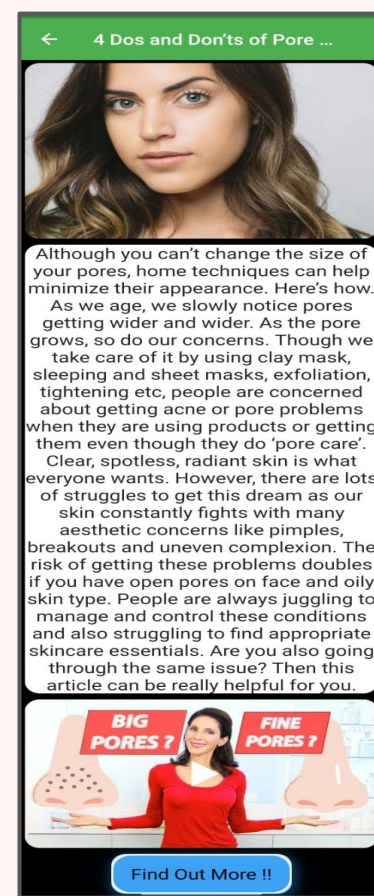 4 Dos and Don'ts of Pore ...
Although you can't change the size of
your pores, home techniques can help
minimize their appearance. Here's how.
As we age, we slowly notice pores
getting wider and wider. As the pore
grows, so do our concerns. Though we
take care of it by using clay mask,
sleeping and sheet masks, exfoliation,
tightening etc, people are concerned
about getting acne or pore problems
when they are using products or getting
them even though they do ‘pore care’.
Clear, spotless, radiant skin is what
everyone wants. However, there are lots
of struggles to get this dream as our
skin constantly fights with many
aesthetic concerns like pimples,
breakouts and uneven complexion. The
risk of getting these problems doubles
if you have open pores on face and oily
skin type. People are always juggling to
manage and control these conditions
and also struggling to find appropriate
skincare essentials. Are you also going
through the same issue? Then this
article can be really helpful for you.
BIG
PORES ?
FINE
PORES ?
Find Out More !!